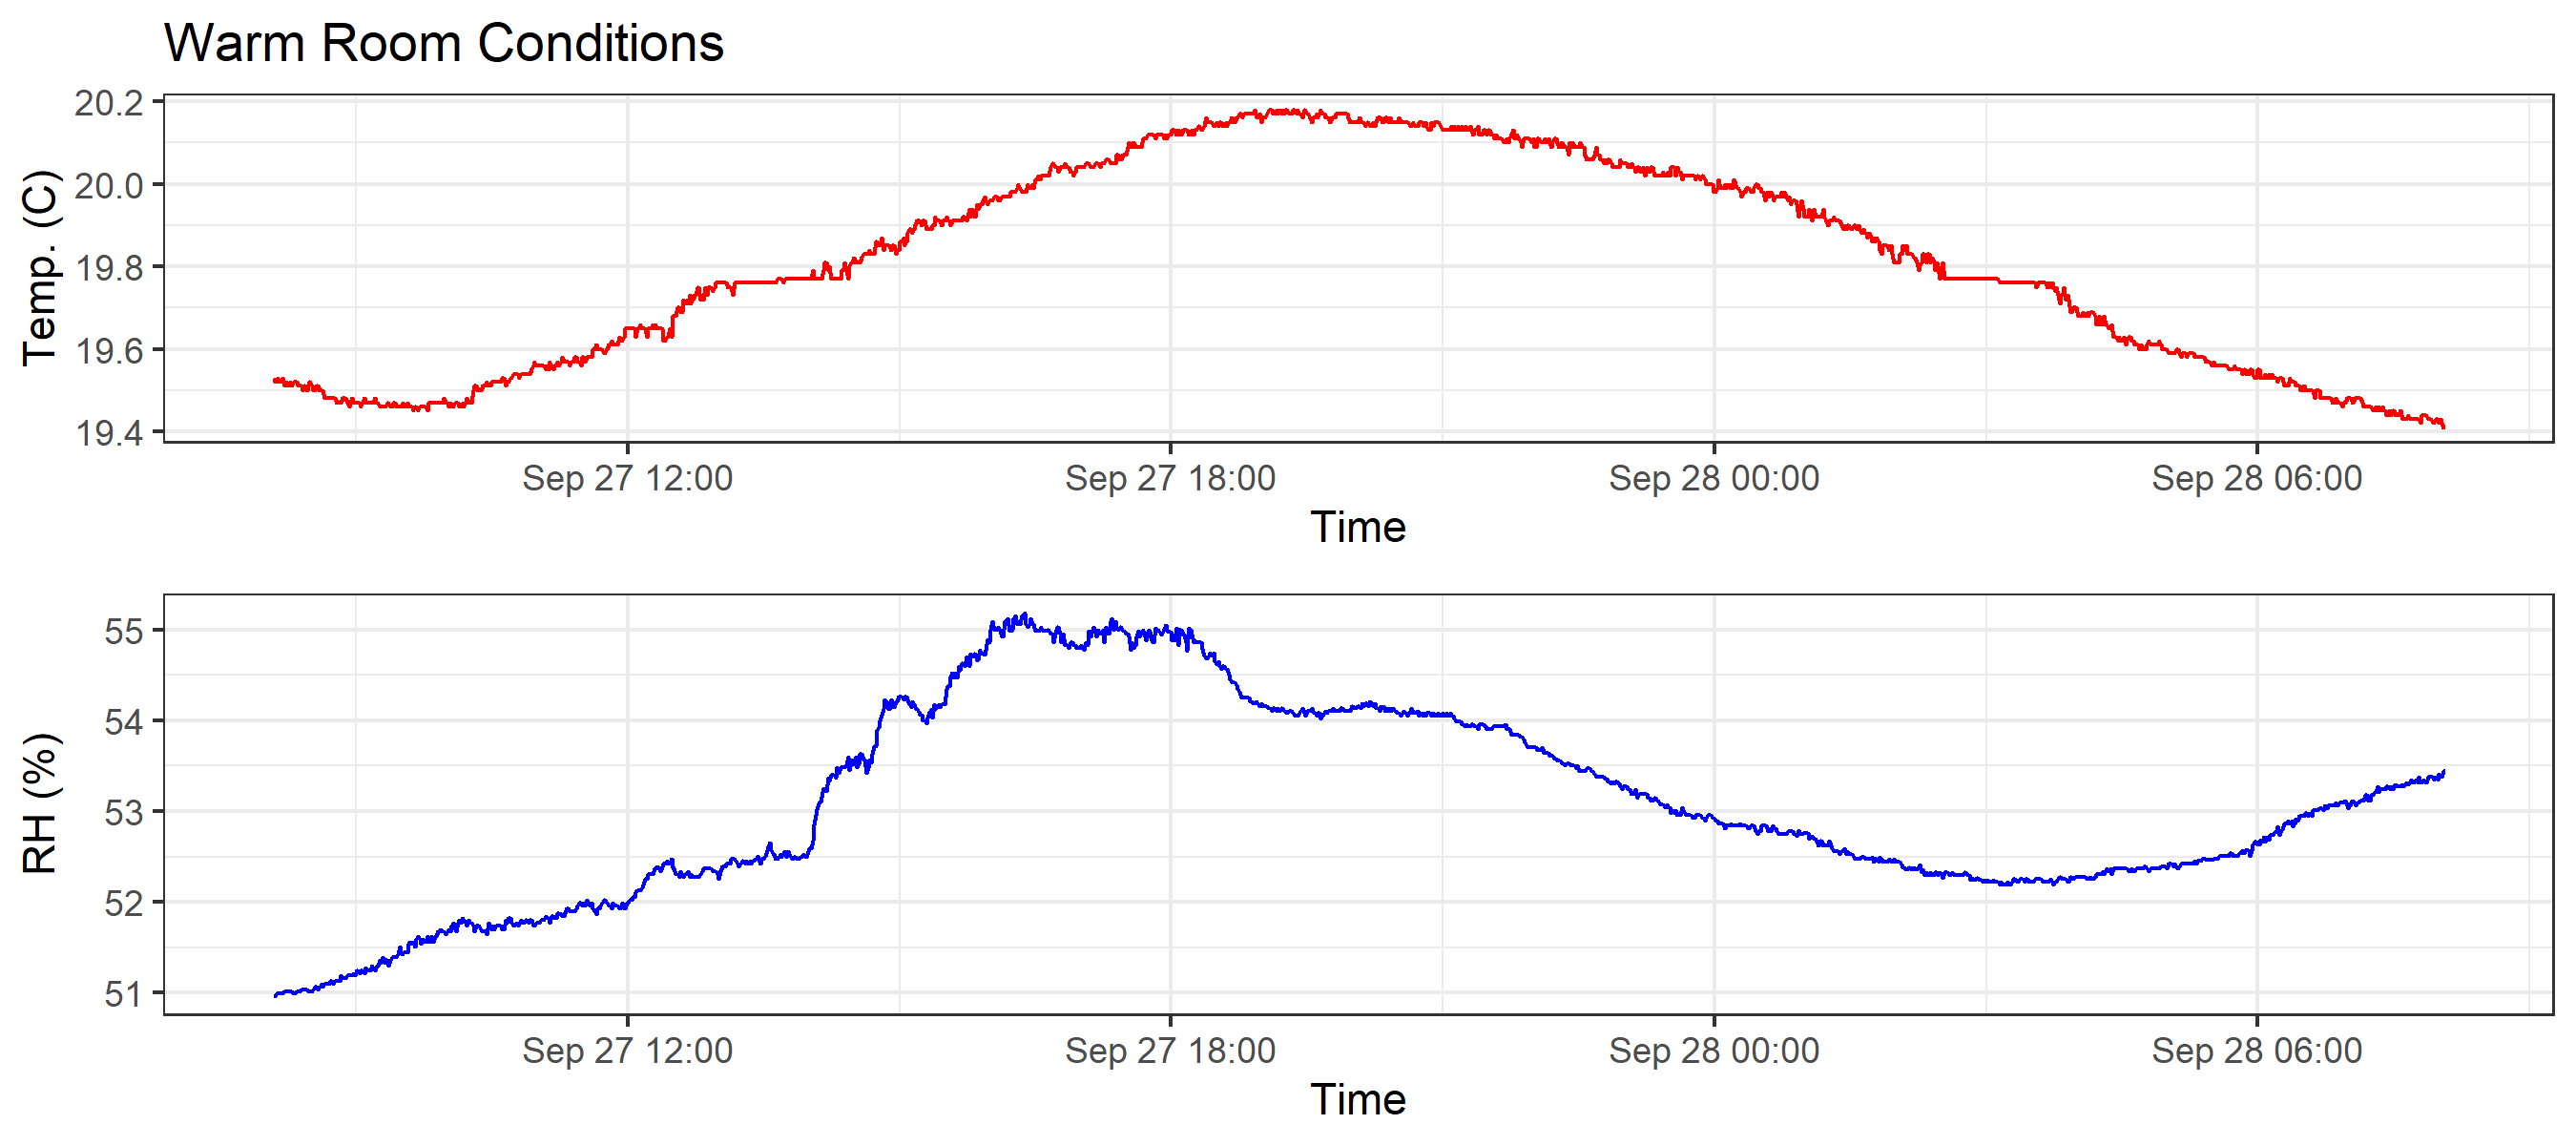 Warm Room Conditions
20.2
20.0
19.8
19.6
19.4
Temp. (C)
Sep 27 12:00 Sep 27 18:00 Sep 28 00:00 Sep 28 06:00
Time
55
54
53
52
51
RH (%)
Sep 27 12:00 Sep 27 18:00 Sep 28 00:00 Sep 28 06:00
Time